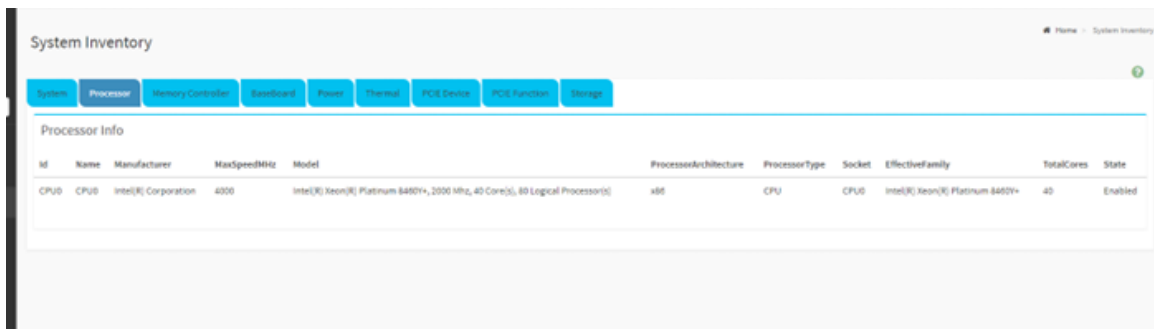 Home > System Inventory
System Inventory
System Processor Memory Controller BaseBoard Power Thermal PCIE Device PCIE Function Storage
Processor Info
Id Name Manufacturer MaxSpeedMHz Model ProcessorArchitecture ProcessorType Socket EffectiveFamily TotalCores State
CPU0 CPU0 Intel(R) Corporation 4000 Intel(R) Xeon(R) Platinum 8460Y+, 2000 Mhz, 40 Core(s), 80 Logical Processor(s) x86 CPU CPU0 Intel(R) Xeon(R) Platinum 8460Y+ 40 Enabled